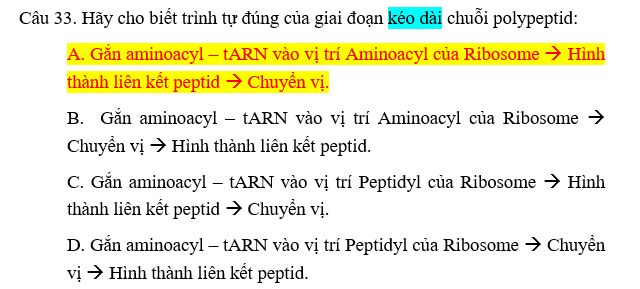 Câu 33. Hãy cho biết trình tự đúng của giai đoạn kéo dài chuỗi polypeptid:
A. Gắn aminoacyl – tARN vào vị trí Aminoacyl của Ribosome → Hình
thành liên kết peptid → Chuyển vị.
B. Gắn aminoacyl – tARN vào vị trí Aminoacyl của Ribosome →
Chuyển vị → Hình thành liên kết peptid.
C. Gắn aminoacyl – tARN vào vị trí Peptidyl của Ribosome → Hình
thành liên kết peptid → Chuyển vị.
D. Gắn aminoacyl – tARN vào vị trí Peptidyl của Ribosome → Chuyển
vị → Hình thành liên kết peptid.